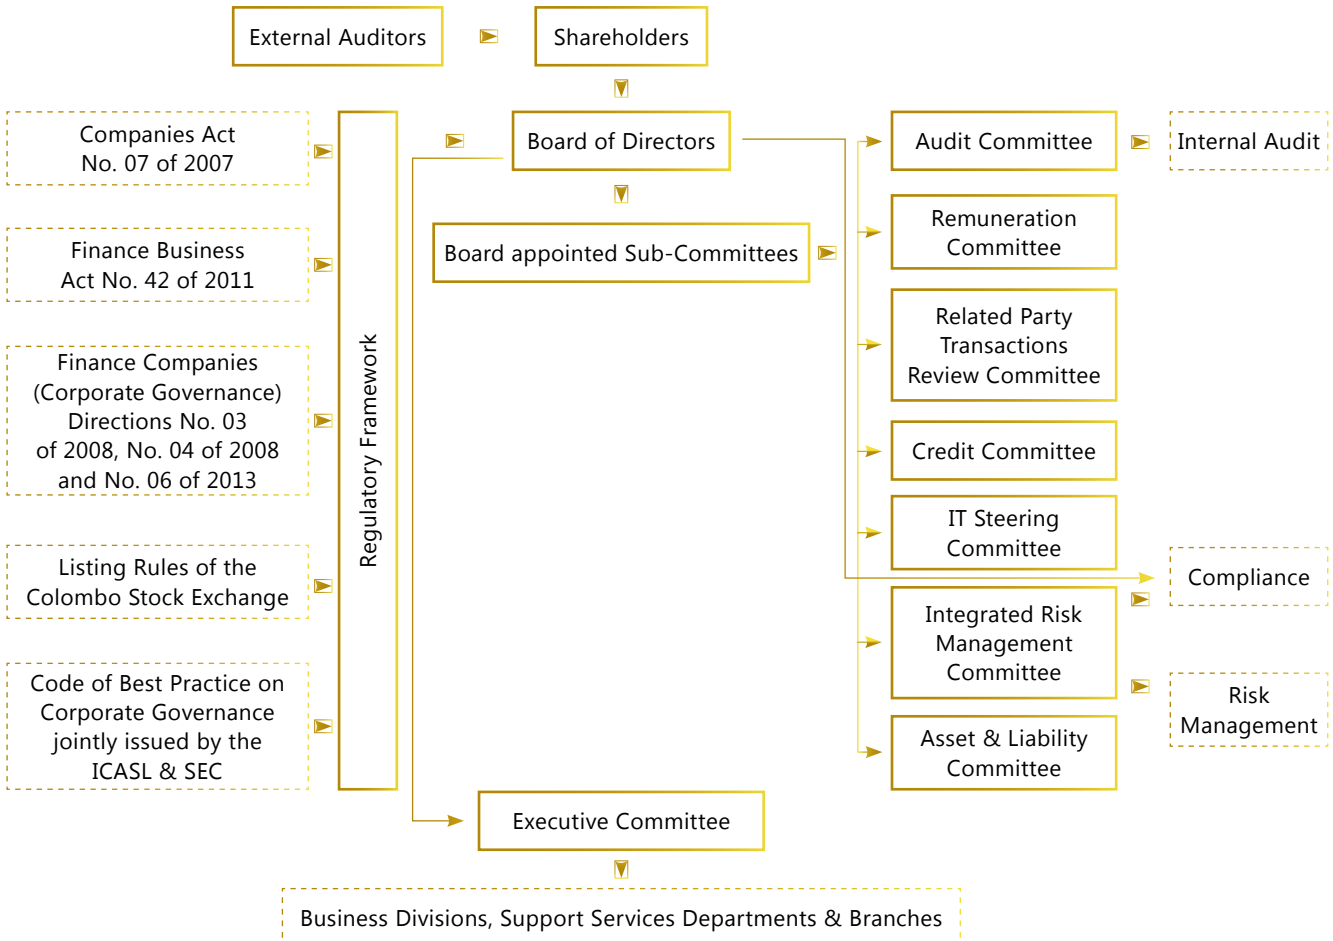 External Auditors
Shareholders
Companies Act
No. 07 of 2007
Finance Business
Act No. 42 of 2011
Finance Companies
(Corporate Governance)
Directions No. 03
of 2008, No. 04 of 2008
and No. 06 of 2013
Listing Rules of the
Colombo Stock Exchange
Code of Best Practice on
Corporate Governance
jointly issued by the
ICASL & SEC
Regulatory Framework
Board of Directors
Board appointed Sub-Committees
Audit Committee
Internal Audit
Remuneration
Committee
Related Party
Transactions
Review Committee
Credit Committee
IT Steering
Committee
Compliance
Integrated Risk
Management
Committee
Risk
Management
Asset & Liability
Committee
Executive Committee
Business Divisions, Support Services Departments & Branches